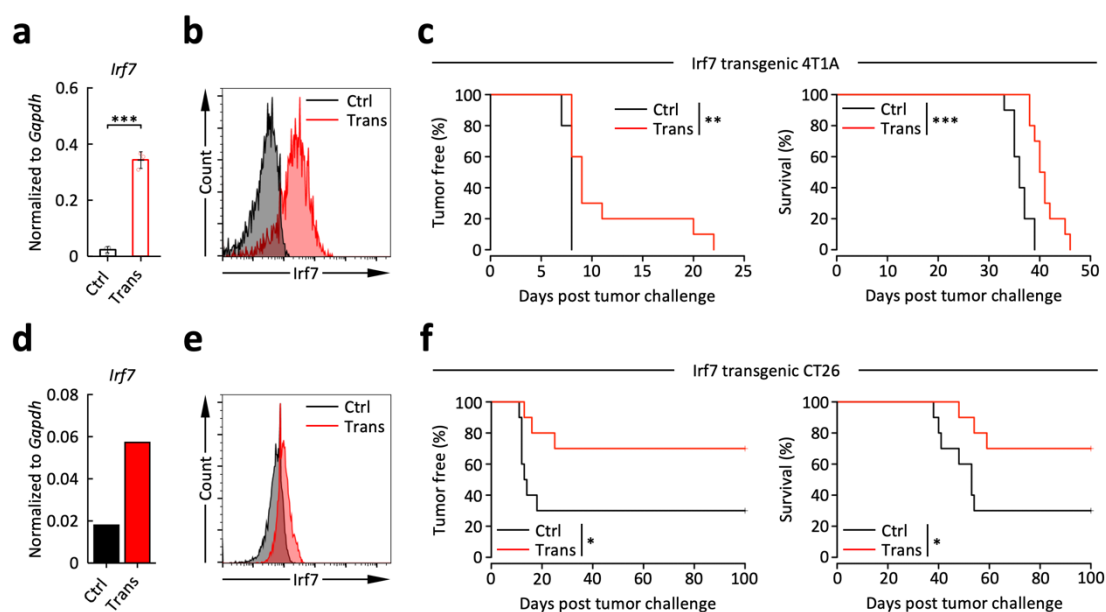 a
Irf7
***
Normalized to Gapdh
0.6
0.4
0.2
0
Ctrl
Trans
b
Ctrl
Trans
Count
Irf7
c
Irf7 transgenic 4T1A
Tumor free (%)
100
80
60
40
20
0
Ctrl
Trans
**
0 5 10 15 20 25
Days post tumor challenge
Survival (%)
100
80
60
40
20
0
Ctrl
Trans
***
0 10 20 30 40 50
Days post tumor challenge
d
Irf7
Normalized to Gapdh
0.08
0.06
0.04
0.02
0
Ctrl
Trans
e
Ctrl
Trans
Count
Irf7
f
Irf7 transgenic CT26
Tumor free (%)
100
80
60
40
20
0
Ctrl
Trans
*
0 20 40 60 80 100
Days post tumor challenge
Survival (%)
100
80
60
40
20
0
Ctrl
Trans
*
0 20 40 60 80 100
Days post tumor challenge